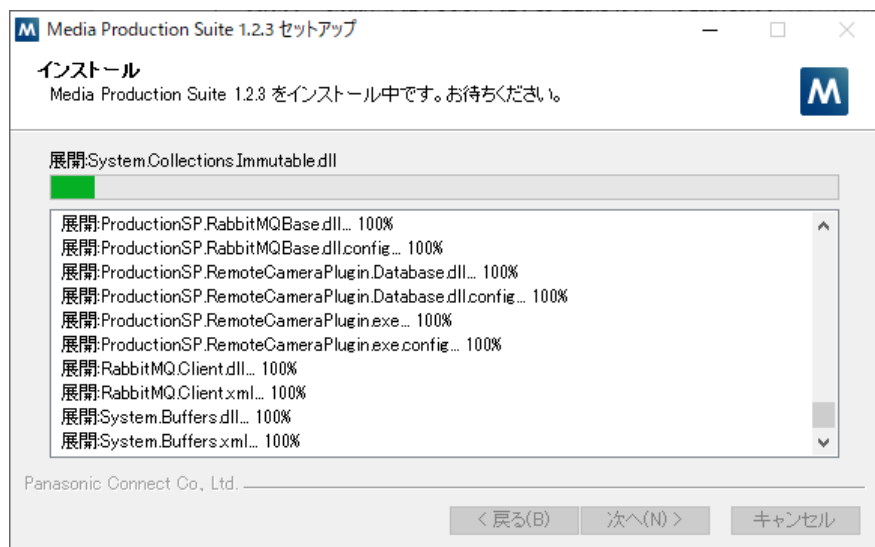 Media Production Suite 1.2.3 セットアップ
インストール
Media Production Suite 1.2.3 をインストール中です。お待ちください。
展開:System.Collections.Immutable.dll
展開:ProductionSP.RabbitMQBase.dll... 100%
展開:ProductionSP.RabbitMQBase.dll.config... 100%
展開:ProductionSP.RemoteCameraPlugin.Database.dll... 100%
展開:ProductionSP.RemoteCameraPlugin.Database.dll.config... 100%
展開:ProductionSP.RemoteCameraPlugin.exe... 100%
展開:ProductionSP.RemoteCameraPlugin.exe.config... 100%
展開:RabbitMQ.Client.dll... 100%
展開:RabbitMQ.Client.xml... 100%
展開:System.Buffers.dll... 100%
展開:System.Buffers.xml... 100%
Panasonic Connect Co., Ltd.
< 戻る(B) 次へ(N) > キャンセル